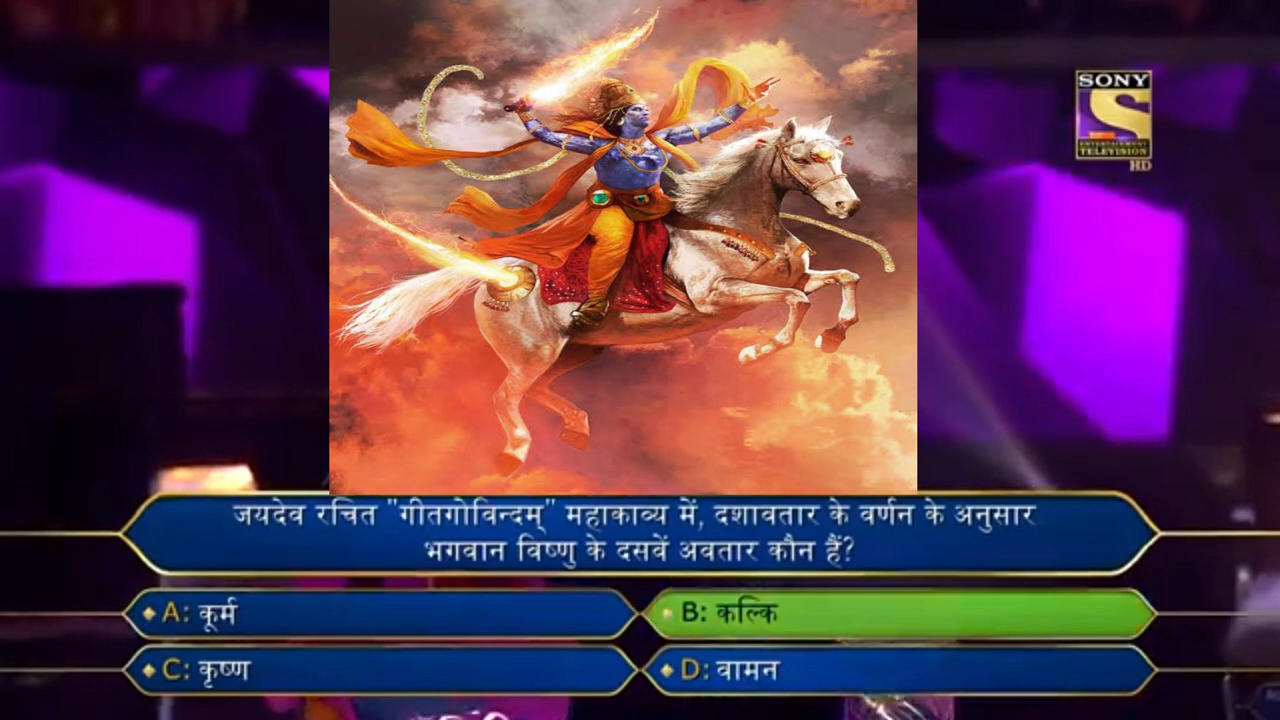 SONY
ENTERTAINMENT
TELEVISION
HD
जयदेव रचित "गीतगोविन्दम्" महाकाव्य में, दशावतार के वर्णन के अनुसार
भगवान विष्णु के दसवें अवतार कौन हैं?
A: कूर्म
B: कल्कि
C: कृष्ण
D: वामन